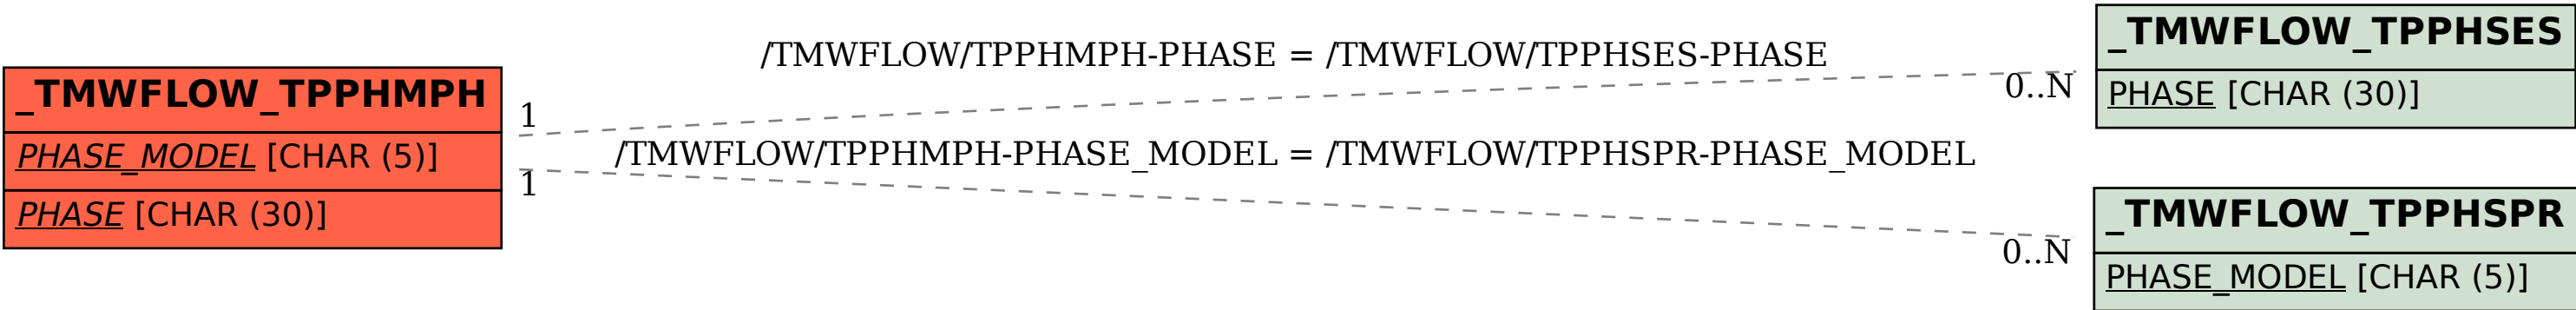 _TMWFLOW_TPPHMPH
PHASE_MODEL [CHAR (5)]
PHASE [CHAR (30)]
/TMWFLOW/TPPHMPH-PHASE = /TMWFLOW/TPPHSES-PHASE
1
0..N
/TMWFLOW/TPPHMPH-PHASE_MODEL = /TMWFLOW/TPPHSPR-PHASE_MODEL
1
0..N
_TMWFLOW_TPPHSES
PHASE [CHAR (30)]
_TMWFLOW_TPPHSPR
PHASE_MODEL [CHAR (5)]